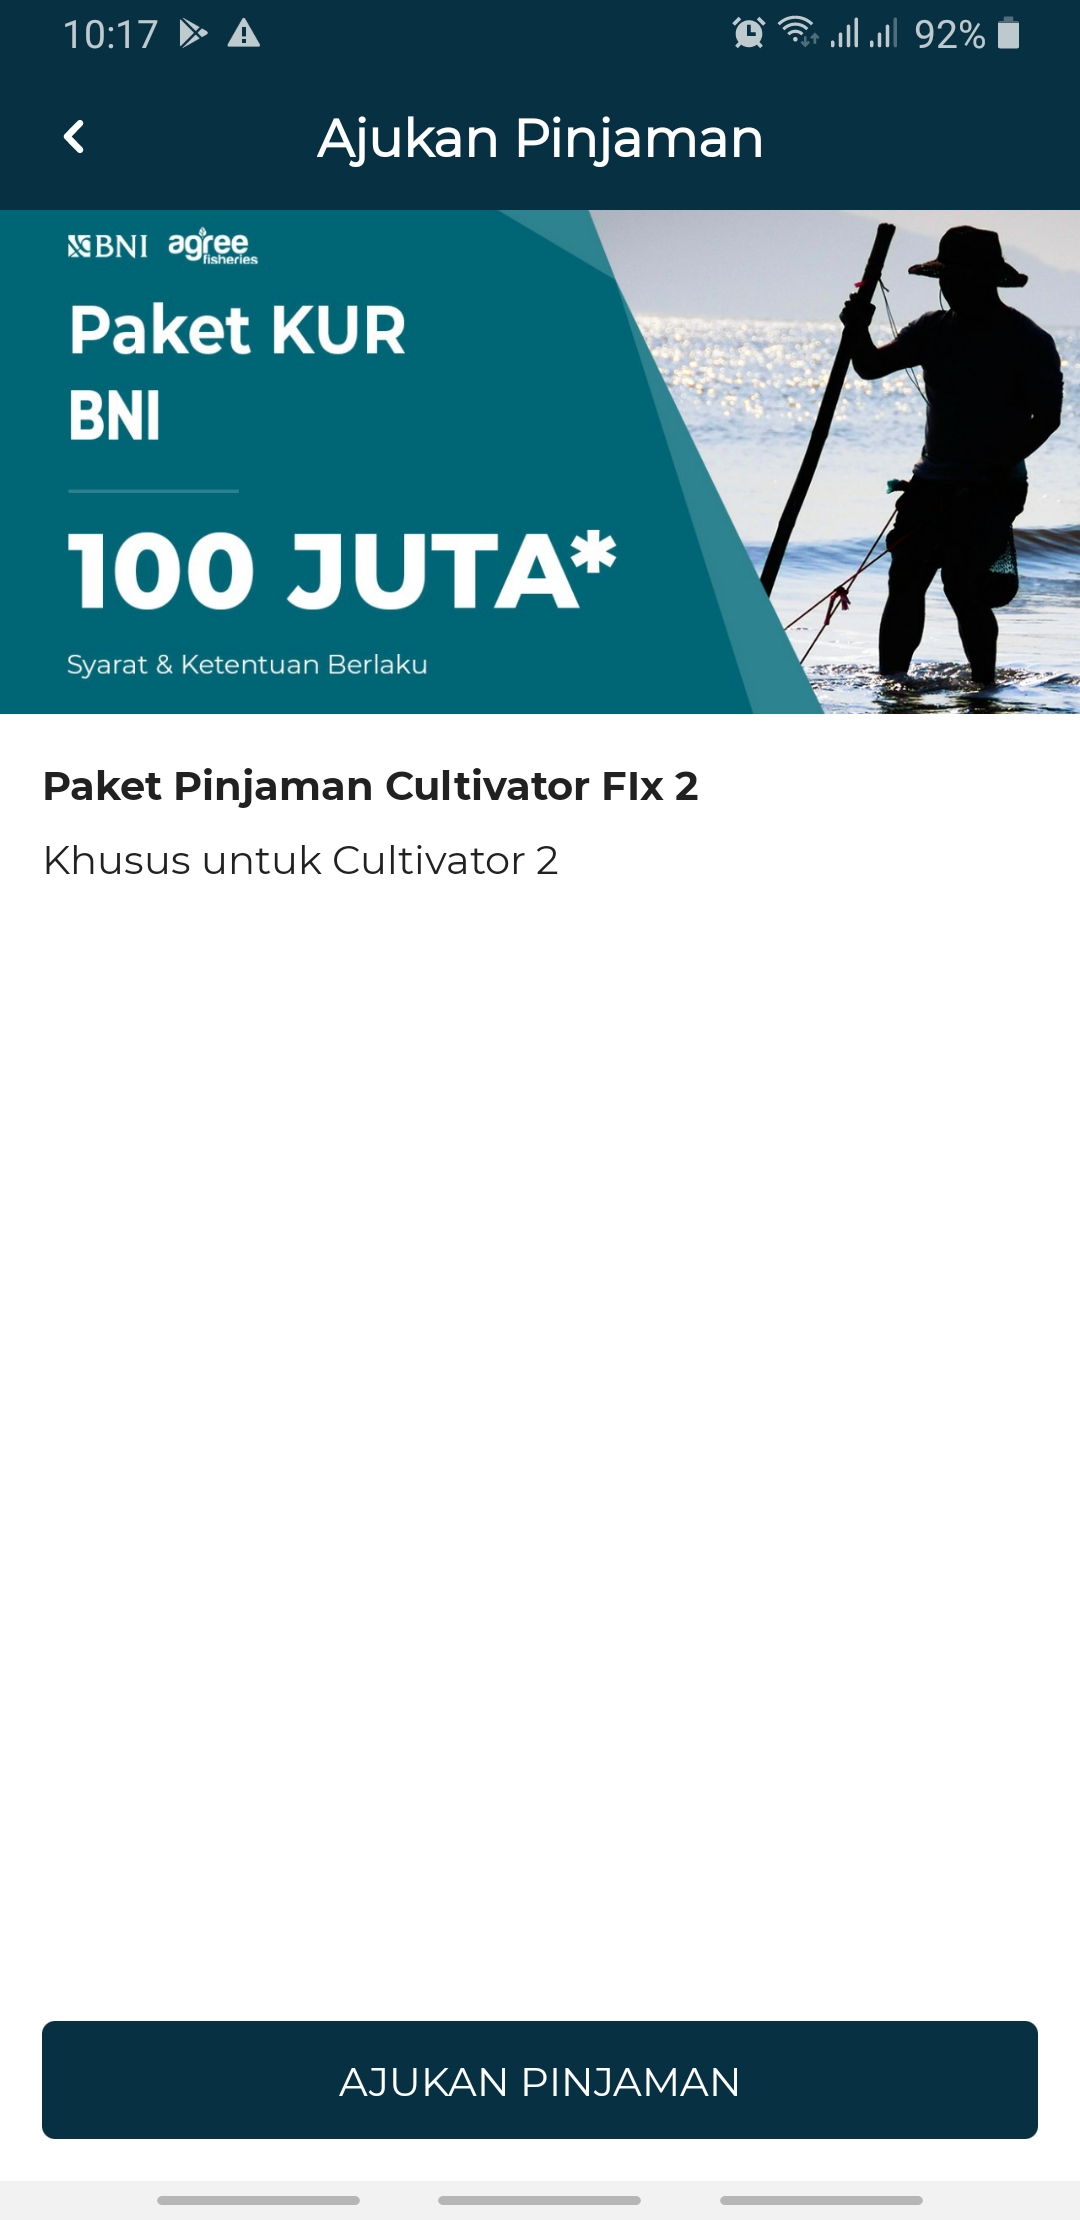 10:17
92%
Ajukan Pinjaman
BNI agree fisheries
Paket KUR
BNI
100 JUTA*
Syarat & Ketentuan Berlaku
Paket Pinjaman Cultivator FIx 2
Khusus untuk Cultivator 2
AJUKAN PINJAMAN